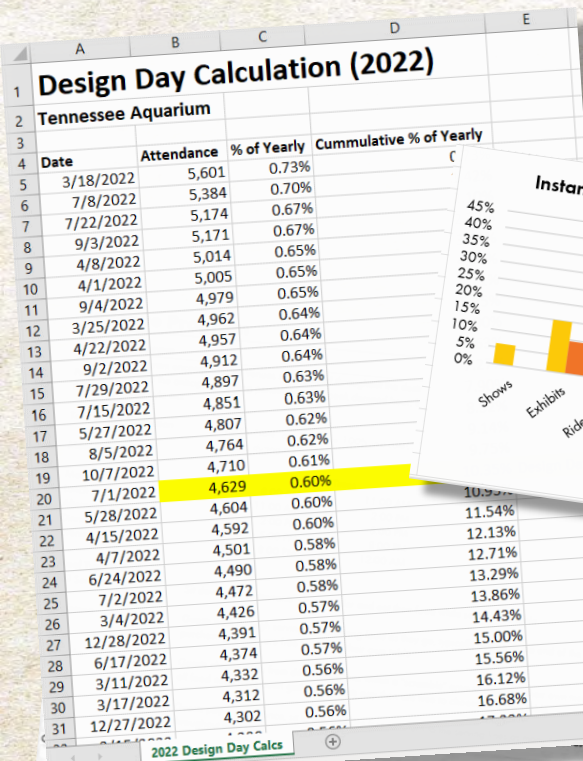 A B C D E
1 Design Day Calculation (2022)
2 Tennessee Aquarium
3
4 Date Attendance % of Yearly Cummulative % of Yearly
5 3/18/2022 5,601 0.73%
6 7/8/2022 5,384 0.70%
7 7/22/2022 5,174 0.67%
8 9/3/2022 5,171 0.67%
9 4/8/2022 5,014 0.65%
10 4/1/2022 5,005 0.65%
11 9/4/2022 4,979 0.65%
12 3/25/2022 4,962 0.64%
13 4/22/2022 4,957 0.64%
14 9/2/2022 4,912 0.64%
15 7/29/2022 4,897 0.63%
16 7/15/2022 4,851 0.63%
17 5/27/2022 4,807 0.62%
18 8/5/2022 4,764 0.62%
19 10/7/2022 4,710 0.61%
20 7/1/2022 4,629 0.60%
21 5/28/2022 4,604 0.60%
22 4/15/2022 4,592 0.60% 11.54%
23 4/7/2022 4,501 0.58% 12.13%
24 6/24/2022 4,490 0.58% 12.71%
25 7/2/2022 4,472 0.58% 13.29%
26 3/4/2022 4,426 0.57% 13.86%
27 12/28/2022 4,391 0.57% 14.43%
28 6/17/2022 4,374 0.57% 15.00%
29 3/11/2022 4,332 0.56% 15.56%
30 3/17/2022 4,312 0.56% 16.12%
31 12/27/2022 4,302 0.56% 16.68%
2022 Design Day Calcs
45%
40%
35%
30%
25%
20%
15%
10%
5%
0%
Shows
Exhibits